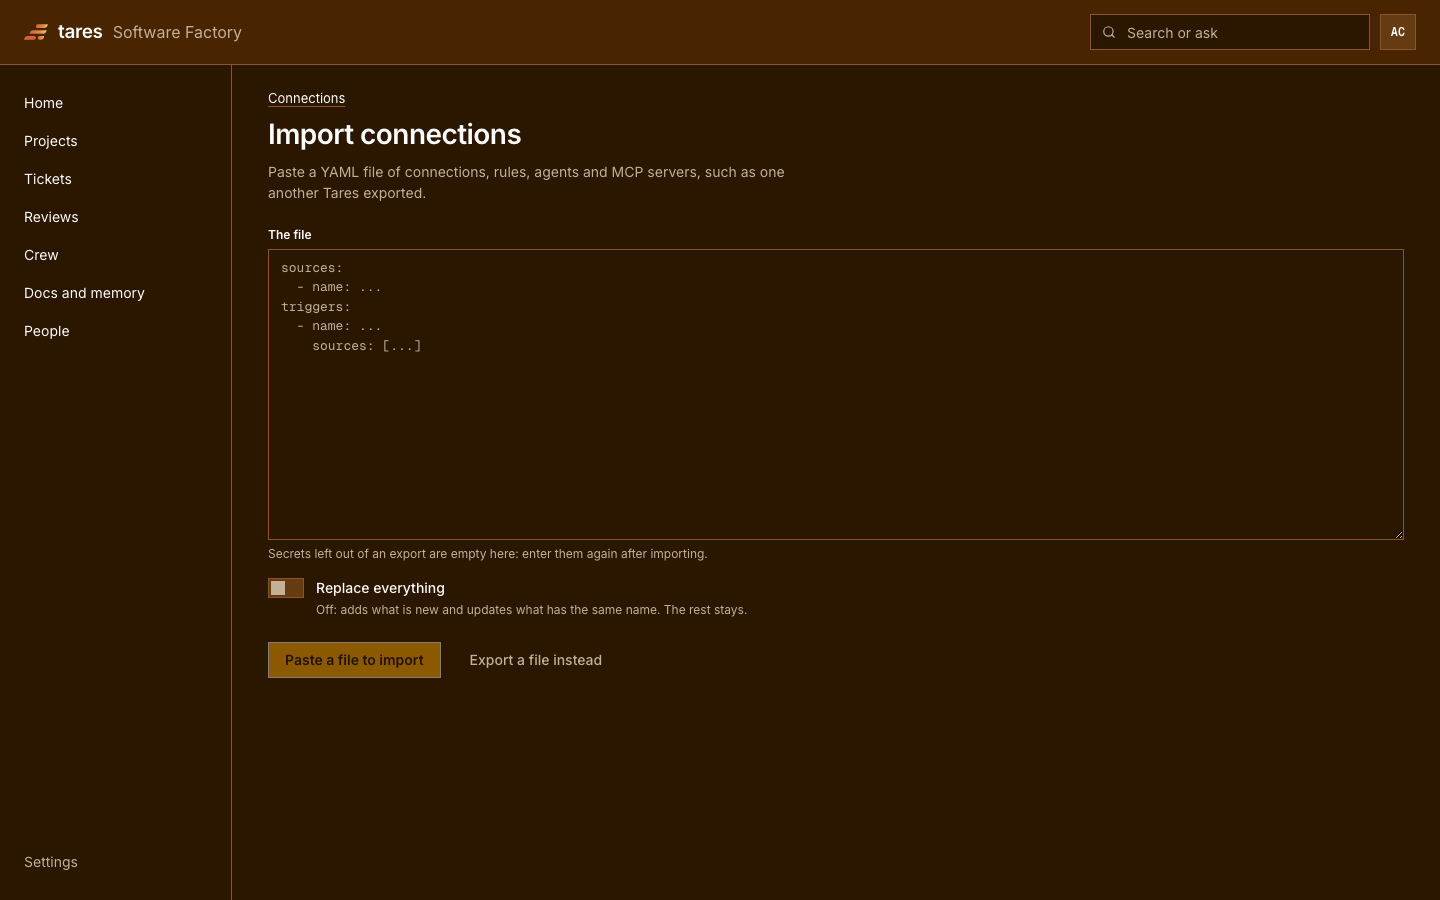 tares Software Factory
Search or ask
AC
Home
Projects
Tickets
Reviews
Crew
Docs and memory
People
Settings
Connections
Import connections
Paste a YAML file of connections, rules, agents and MCP servers, such as one
another Tares exported.
The file
sources:
  - name: ...
triggers:
  - name: ...
    sources: [...]
Secrets left out of an export are empty here: enter them again after importing.
Replace everything
Off: adds what is new and updates what has the same name. The rest stays.
Paste a file to import
Export a file instead